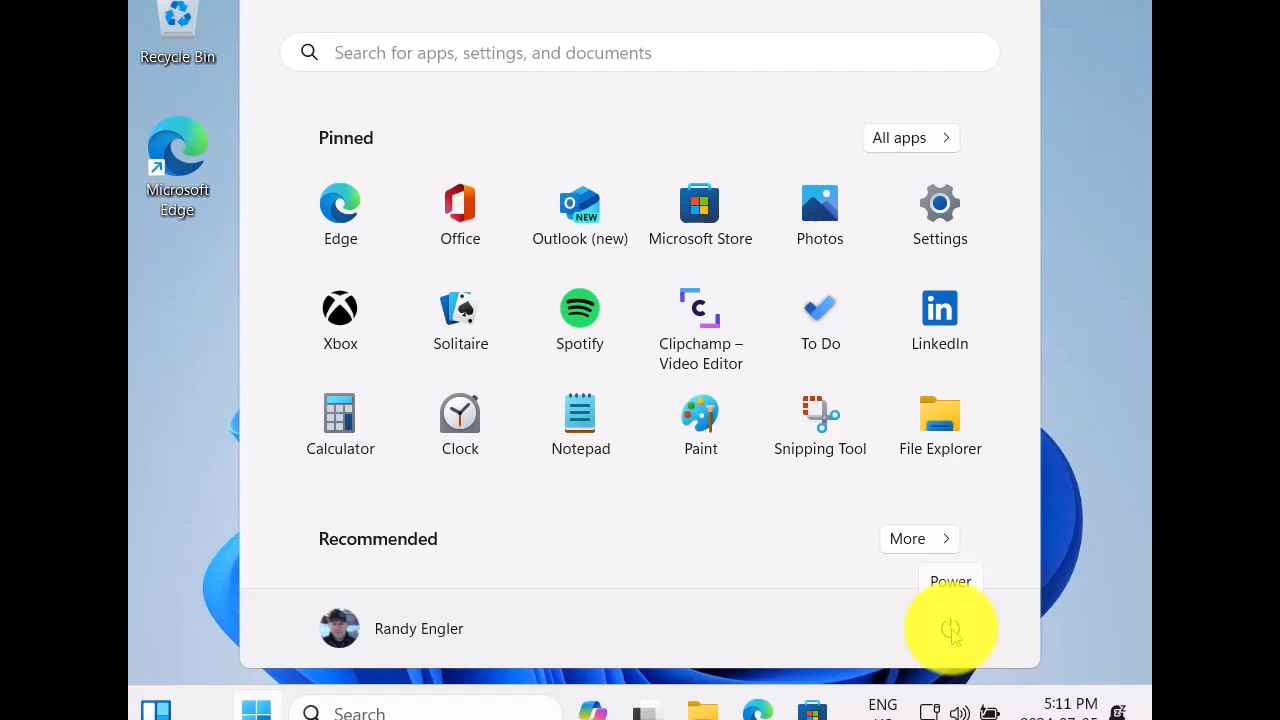 Recycle Bin
Microsoft
Edge
Search for apps, settings, and documents
Pinned
All apps
Edge
Office
NEW
Outlook (new)
Microsoft Store
Photos
Settings
Xbox
Solitaire
Spotify
Clipchamp –
Video Editor
To Do
LinkedIn
Calculator
Clock
Notepad
Paint
Snipping Tool
File Explorer
Recommended
More
Power
Randy Engler
Search
ENG
5:11 PM